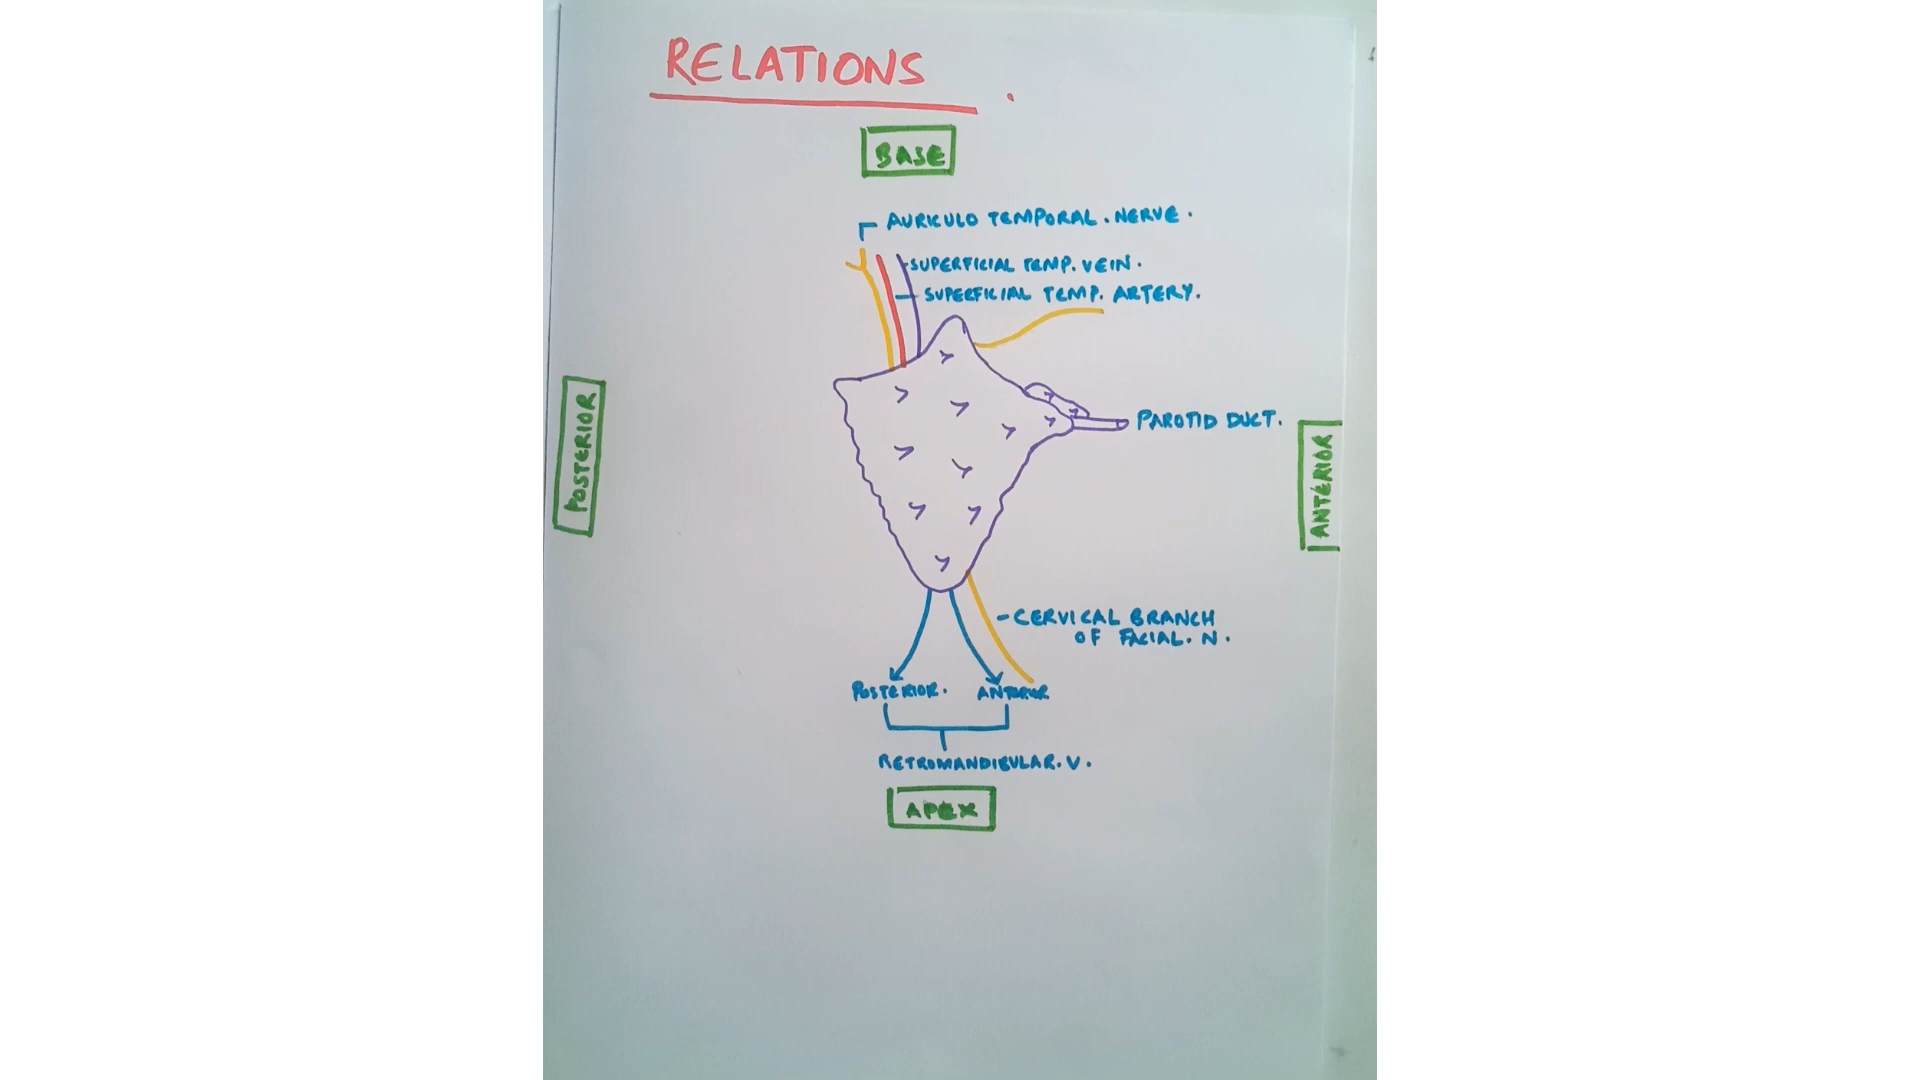 RELATIONS
BASE
AURICULO TEMPORAL. NERVE.
SUPERFICIAL TEMP. VEIN.
SUPERFICIAL TEMP. ARTERY.
POSTERIOR
PAROTID DUCT.
ANTERIOR
CERVICAL BRANCH
OF FACIAL. N.
POSTERIOR. ANTERIOR
RETROMANDIBULAR. V.
APEX